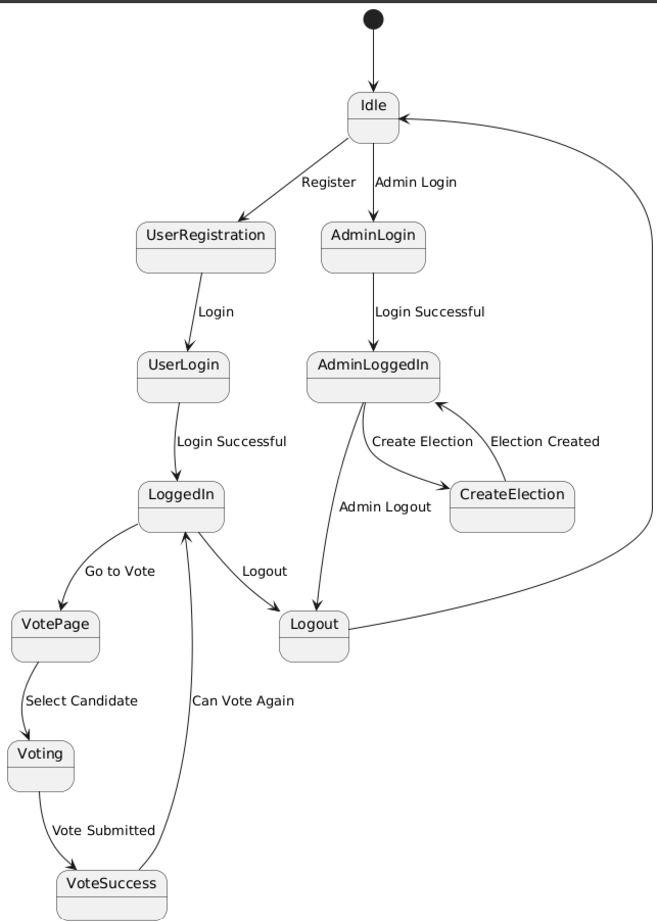 Idle
Register
Admin Login
UserRegistration
AdminLogin
Login
Login Successful
UserLogin
AdminLoggedIn
Login Successful
Create Election
Election Created
LoggedIn
CreateElection
Admin Logout
Go to Vote
Logout
VotePage
Logout
Select Candidate
Can Vote Again
Voting
Vote Submitted
VoteSuccess